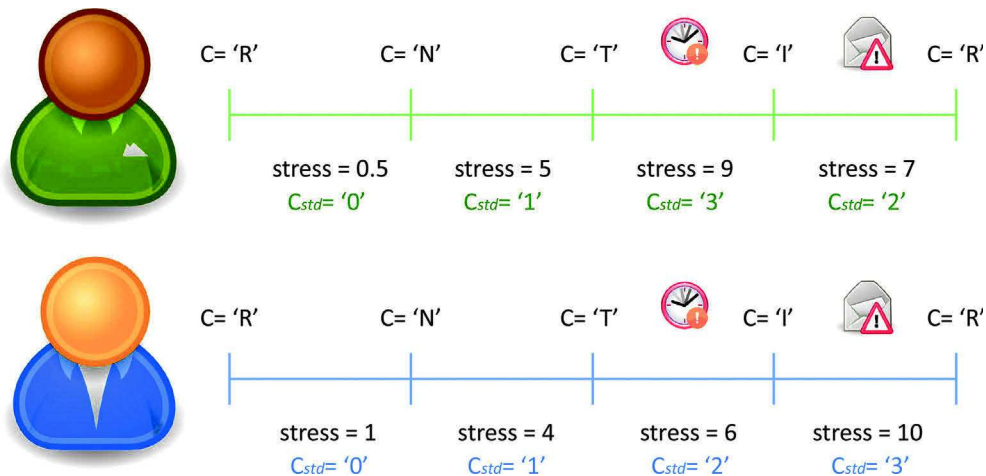 C= ‘R’ C= ‘N’ C= ‘T’ C= ‘I’ C= ‘R’
stress = 0.5 stress = 5 stress = 9 stress = 7
Cstd= ‘0’ Cstd= ‘1’ Cstd= ‘3’ Cstd= ‘2’
C= ‘R’ C= ‘N’ C= ‘T’ C= ‘I’ C= ‘R’
stress = 1 stress = 4 stress = 6 stress = 10
Cstd= ‘0’ Cstd= ‘1’ Cstd= ‘2’ Cstd= ‘3’